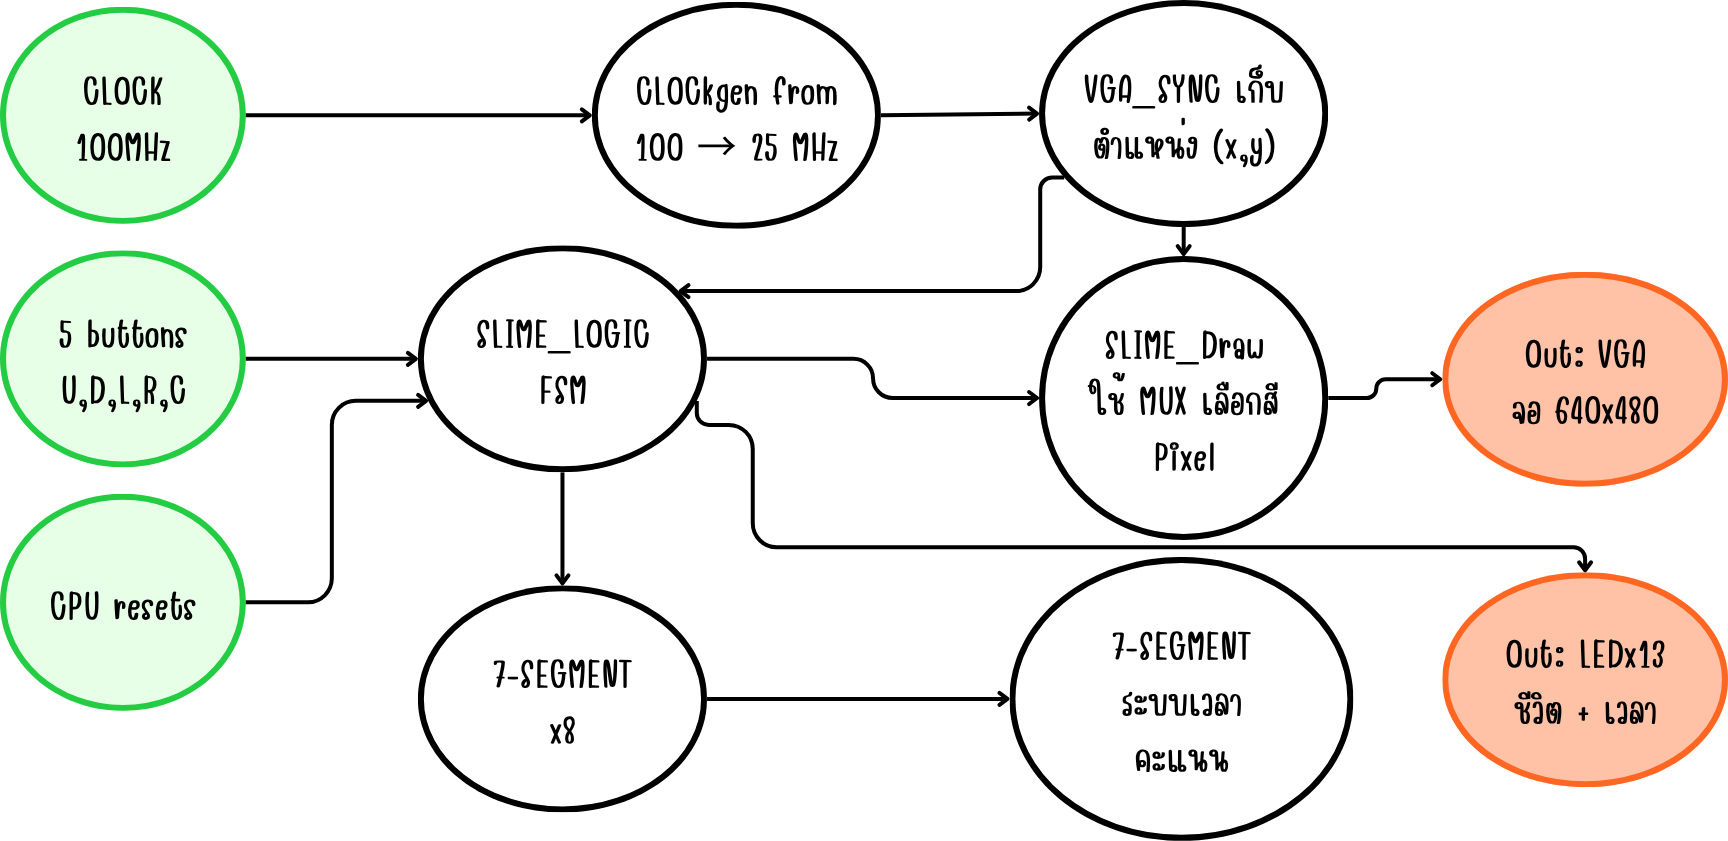 CLOCK
100MHz
CLOCkgen from
100 → 25 MHz
VGA_SYNC เก็บ
ตำแหน่ง (x,y)
5 buttons
U,D,L,R,C
SLIME_LOGIC
FSM
SLIME_Draw
ใช้ MUX เลือกสี
Pixel
Out: VGA
จอ 640x480
CPU resets
7-SEGMENT
x8
7-SEGMENT
ระบบเวลา
คะแนน
Out: LEDx13
ชีวิต + เวลา